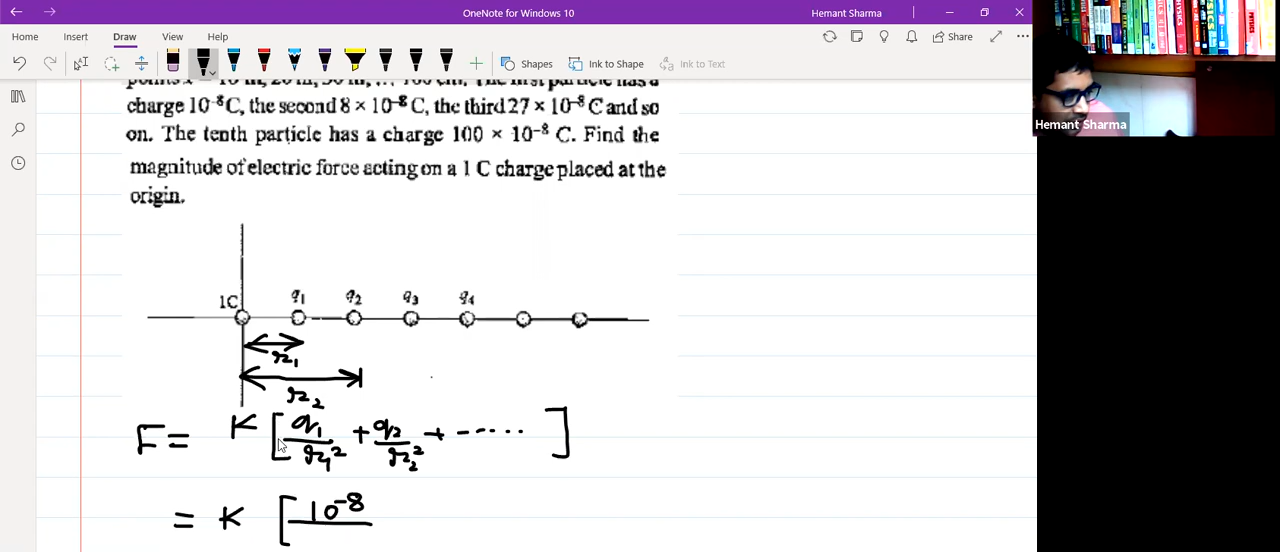 OneNote for Windows 10
Hemant Sharma
Home Insert Draw View Help
Share
Shapes Ink to Shape Ink to Text
charge 10⁻⁸C, the second 8 × 10⁻⁸ C, the third 27 × 10⁻⁸ C and so
on. The tenth particle has a charge 100 × 10⁻⁸ C. Find the
magnitude of electric force acting on a 1 C charge placed at the
origin.
1C q₁ q₂ q₃ q₄
r₁
r₂
F = K [ q₁/r₁² + q₂/r₂² + ------ ]
= K [ 10⁻⁸
Hemant Sharma